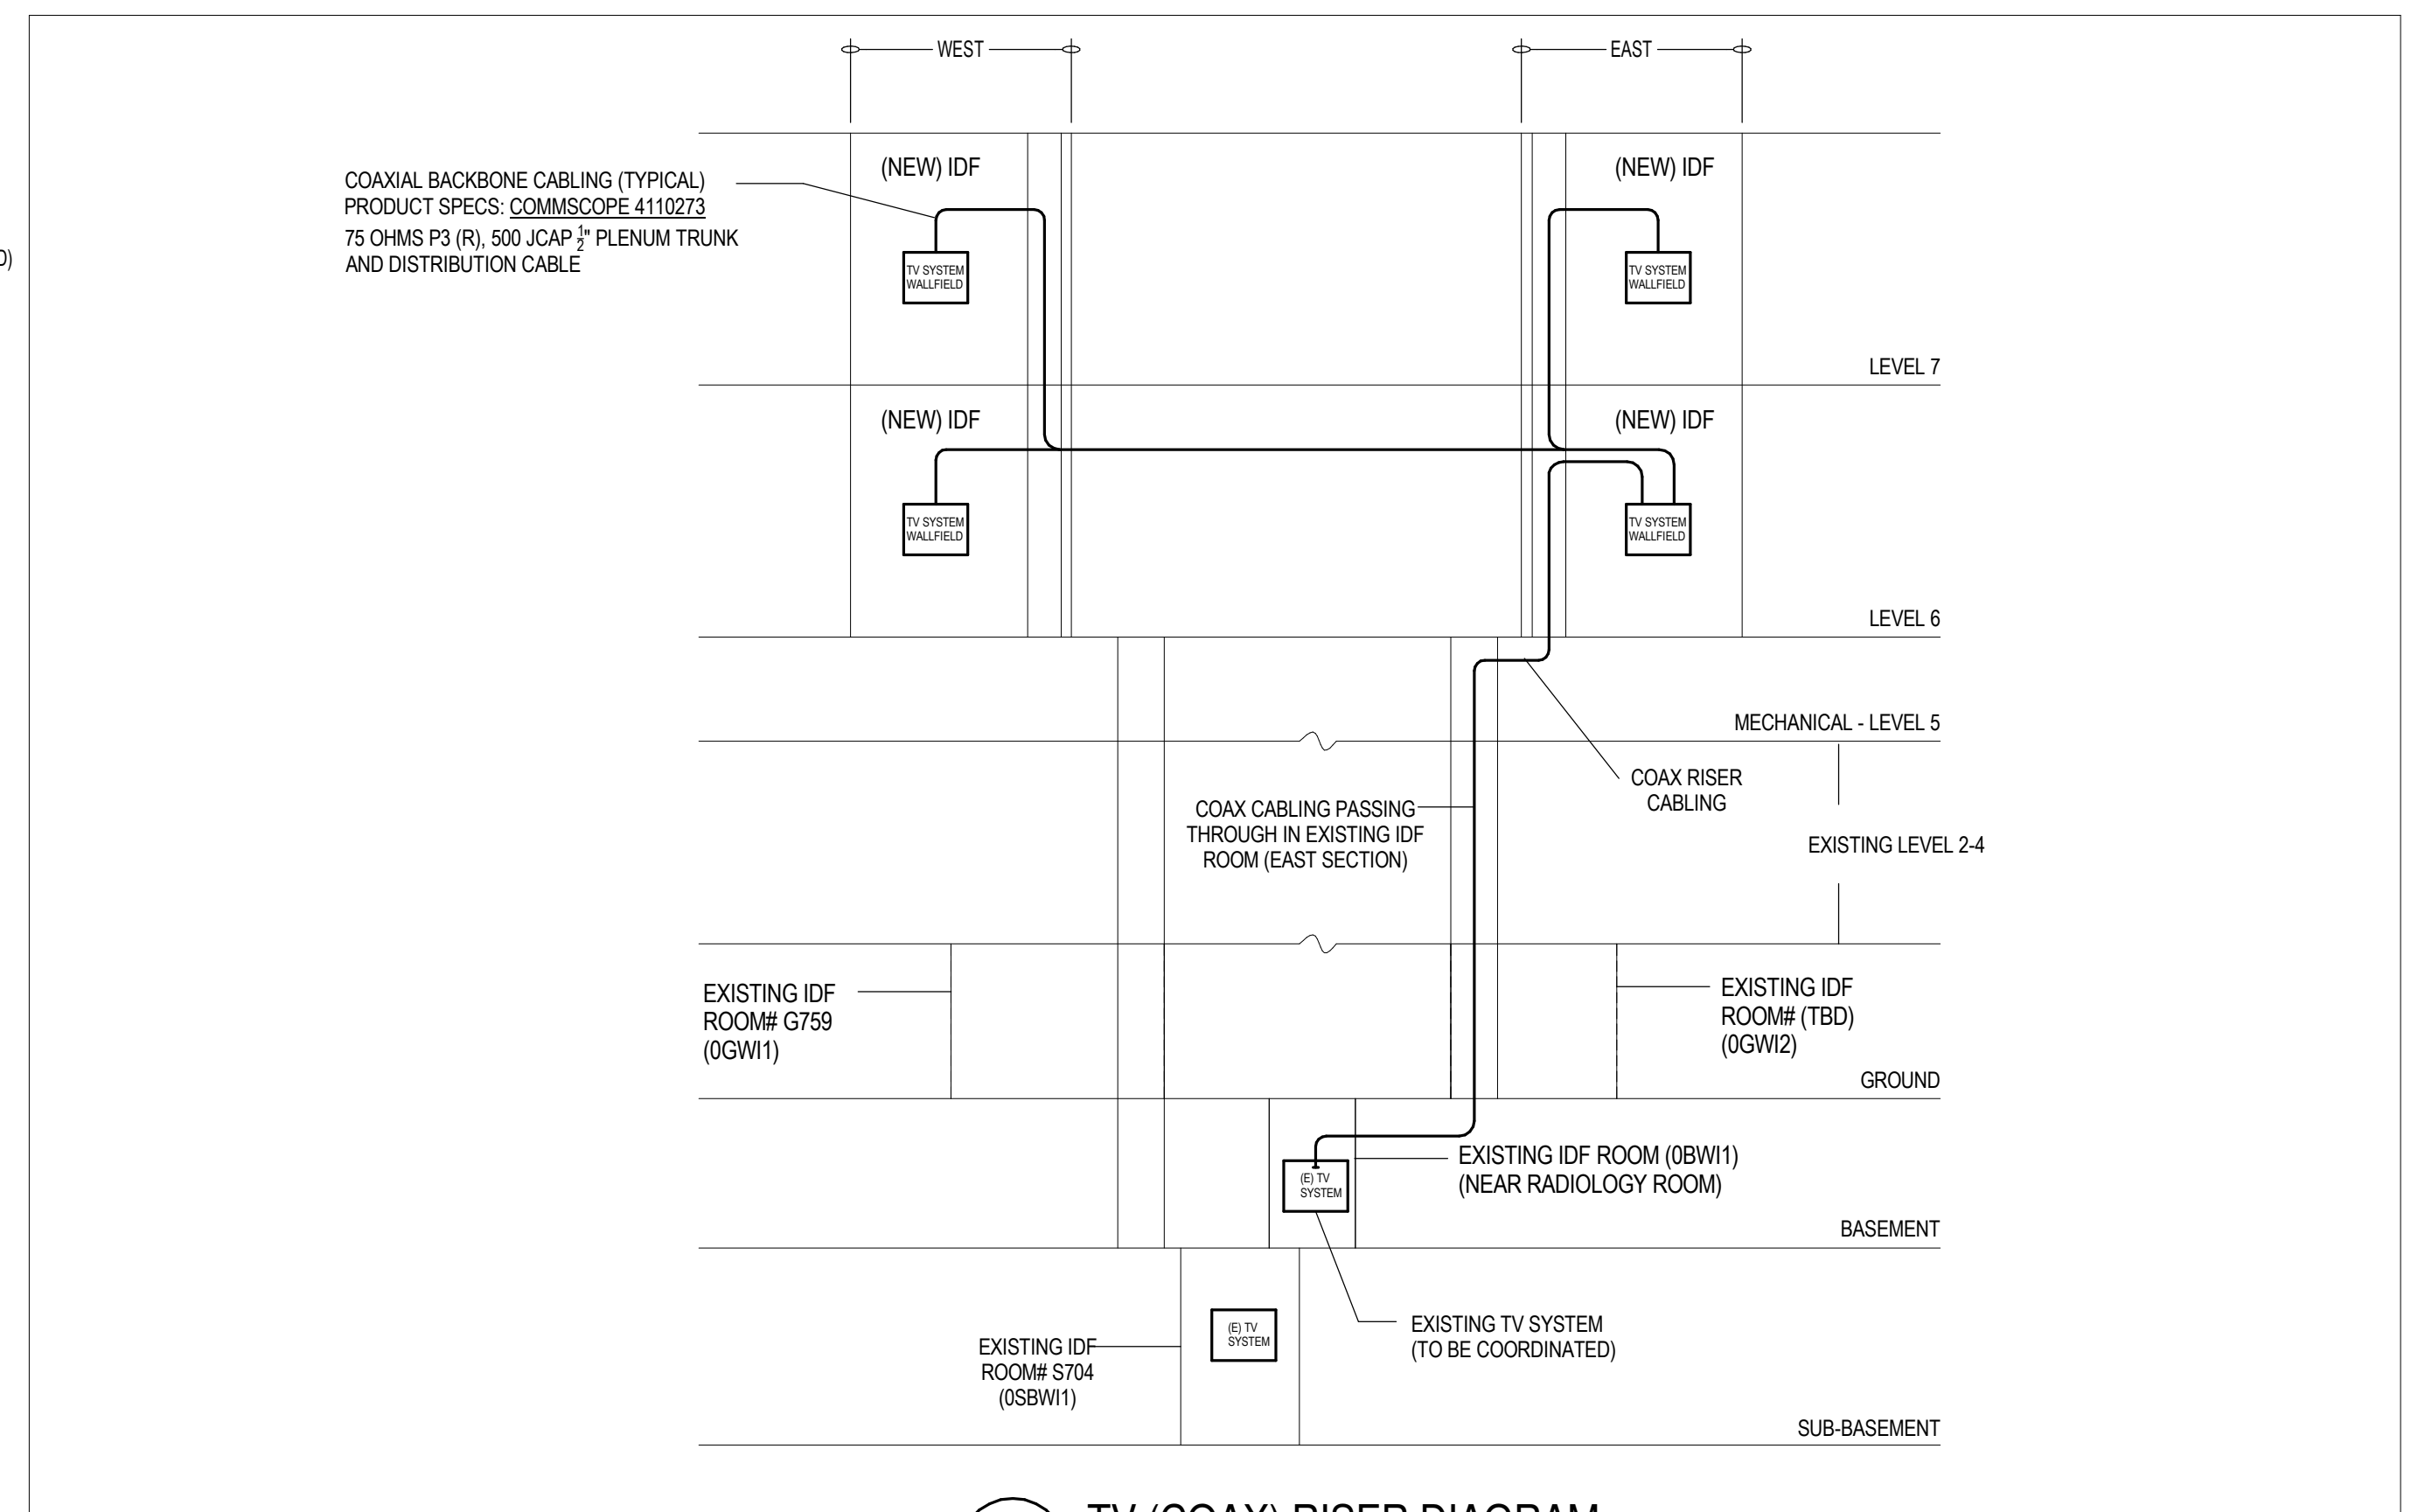 WEST
EAST
(NEW) IDF
(NEW) IDF
COAXIAL BACKBONE CABLING (TYPICAL)
PRODUCT SPECS: COMMSCOPE 4110273
75 OHMS P3 (R), 500 JCAP ½" PLENUM TRUNK
AND DISTRIBUTION CABLE
D)
TV SYSTEM
WALLFIELD
TV SYSTEM
WALLFIELD
LEVEL 7
(NEW) IDF
(NEW) IDF
TV SYSTEM
WALLFIELD
TV SYSTEM
WALLFIELD
LEVEL 6
MECHANICAL - LEVEL 5
COAX RISER
CABLING
COAX CABLING PASSING
THROUGH IN EXISTING IDF
ROOM (EAST SECTION)
EXISTING LEVEL 2-4
EXISTING IDF
ROOM# G759
(0GWI1)
EXISTING IDF
ROOM# (TBD)
(0GWI2)
GROUND
EXISTING IDF ROOM (0BWI1)
(NEAR RADIOLOGY ROOM)
(E) TV
SYSTEM
BASEMENT
(E) TV
SYSTEM
EXISTING TV SYSTEM
(TO BE COORDINATED)
EXISTING IDF
ROOM# S704
(0SBWI1)
SUB-BASEMENT
TV (COAX) RISER DIAGRAM